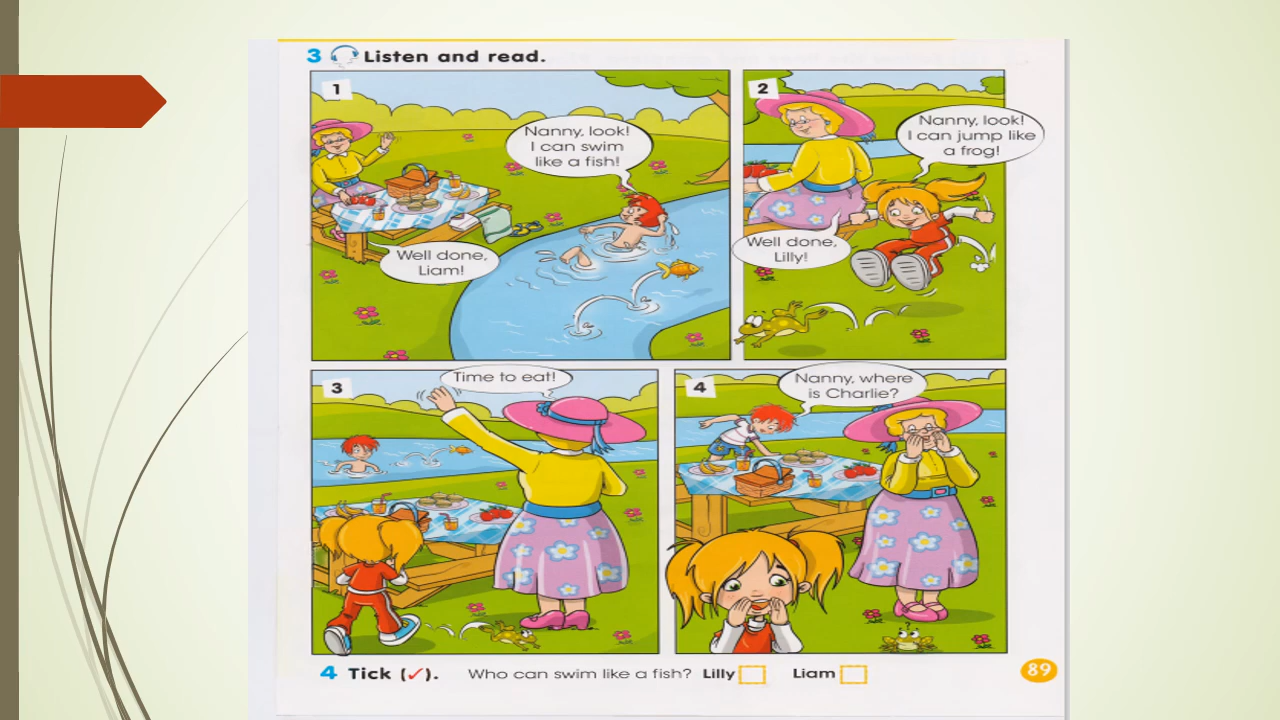 3 Listen and read.
1
Nanny, look!
I can swim
like a fish!
Well done,
Liam!
2
Nanny, look!
I can jump like
a frog!
Well done,
Lilly!
3
Time to eat!
4
Nanny, where
is Charlie?
?
4 Tick (✓). Who can swim like a fish? Lilly Liam
89